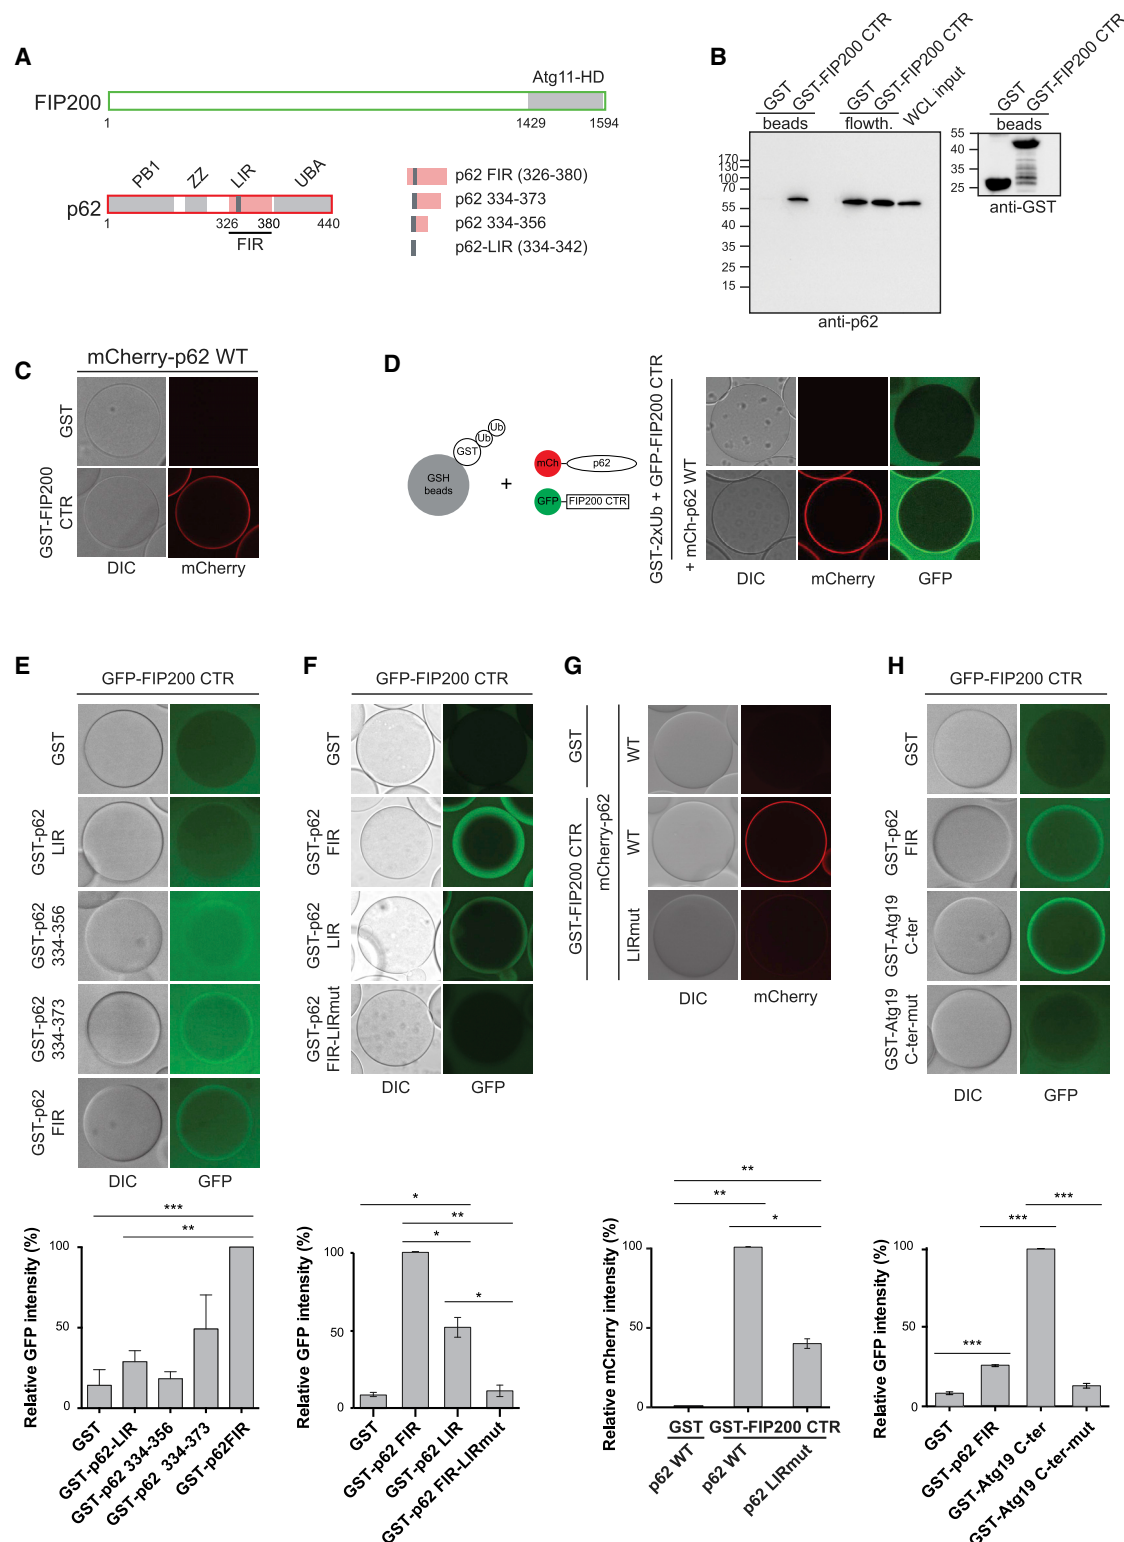 A
Atg11-HD
FIP200
1
1429
1594
PB1
ZZ
LIR
UBA
p62
1
326
380
440
FIR
p62 FIR (326-380)
p62 334-373
p62 334-356
p62-LIR (334-342)
B
GST
GST-FIP200 CTR
GST
GST-FIP200 CTR
WCL input
beads
flowth.
170
130
100
70
55
40
35
25
15
anti-p62
GST
GST-FIP200 CTR
beads
55
40
35
25
anti-GST
C
mCherry-p62 WT
GST
GST-FIP200
CTR
DIC
mCherry
D
GSH
beads
GST
Ub
Ub
+
mCh
p62
GFP
FIP200 CTR
GST-2xUb + GFP-FIP200 CTR
+ mCh-p62 WT
DIC
mCherry
GFP
E
GFP-FIP200 CTR
GST
GST-p62
LIR
GST-p62
334-356
GST-p62
334-373
GST-p62
FIR
DIC
GFP
***
**
Relative GFP intensity (%)
100
50
0
GST
GST-p62-LIR
GST-p62 334-356
GST-p62 334-373
GST-p62FIR
F
GFP-FIP200 CTR
GST
GST-p62
FIR
GST-p62
LIR
GST-p62
FIR-LIRmut
DIC
GFP
*
**
*
*
Relative GFP intensity (%)
100
50
0
GST
GST-p62 FIR
GST-p62 LIR
GST-p62 FIR-LIRmut
G
GST
GST-FIP200 CTR
mCherry-p62
WT
WT
LIRmut
DIC
mCherry
**
**
*
Relative mCherry intensity (%)
100
50
0
GST
GST-FIP200 CTR
p62 WT
p62 WT
p62 LIRmut
H
GFP-FIP200 CTR
GST
GST-p62
FIR
GST-Atg19
C-ter
GST-Atg19
C-ter-mut
DIC
GFP
***
***
***
Relative GFP intensity (%)
100
50
0
GST
GST-p62 FIR
GST-Atg19 C-ter
GST-Atg19 C-ter-mut